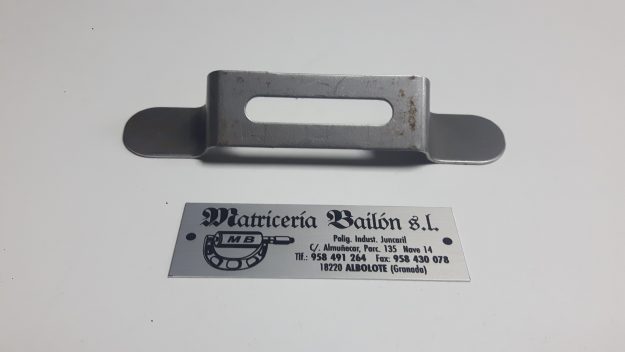 Matricería Bailón s.l.
MB
Polig. Indust. Juncaril
C/. Almuñecar, Parc. 135 Nave 14
Tlf.: 958 491 264 Fax: 958 430 078
18220 ALBOLOTE (Granada)